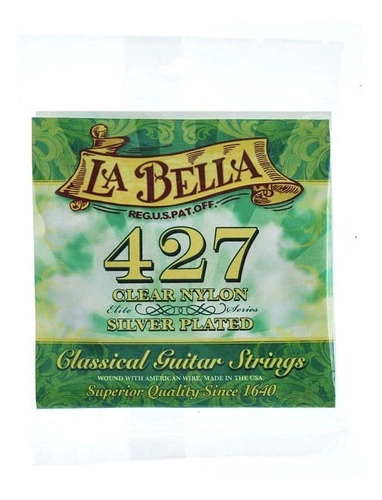 LA BELLA
REG.U.S.PAT.OFF.
427
CLEAR NYLON
Elite Series
SILVER PLATED
Classical Guitar Strings
WOUND WITH AMERICAN WIRE, MADE IN THE USA.
Superior Quality Since 1640